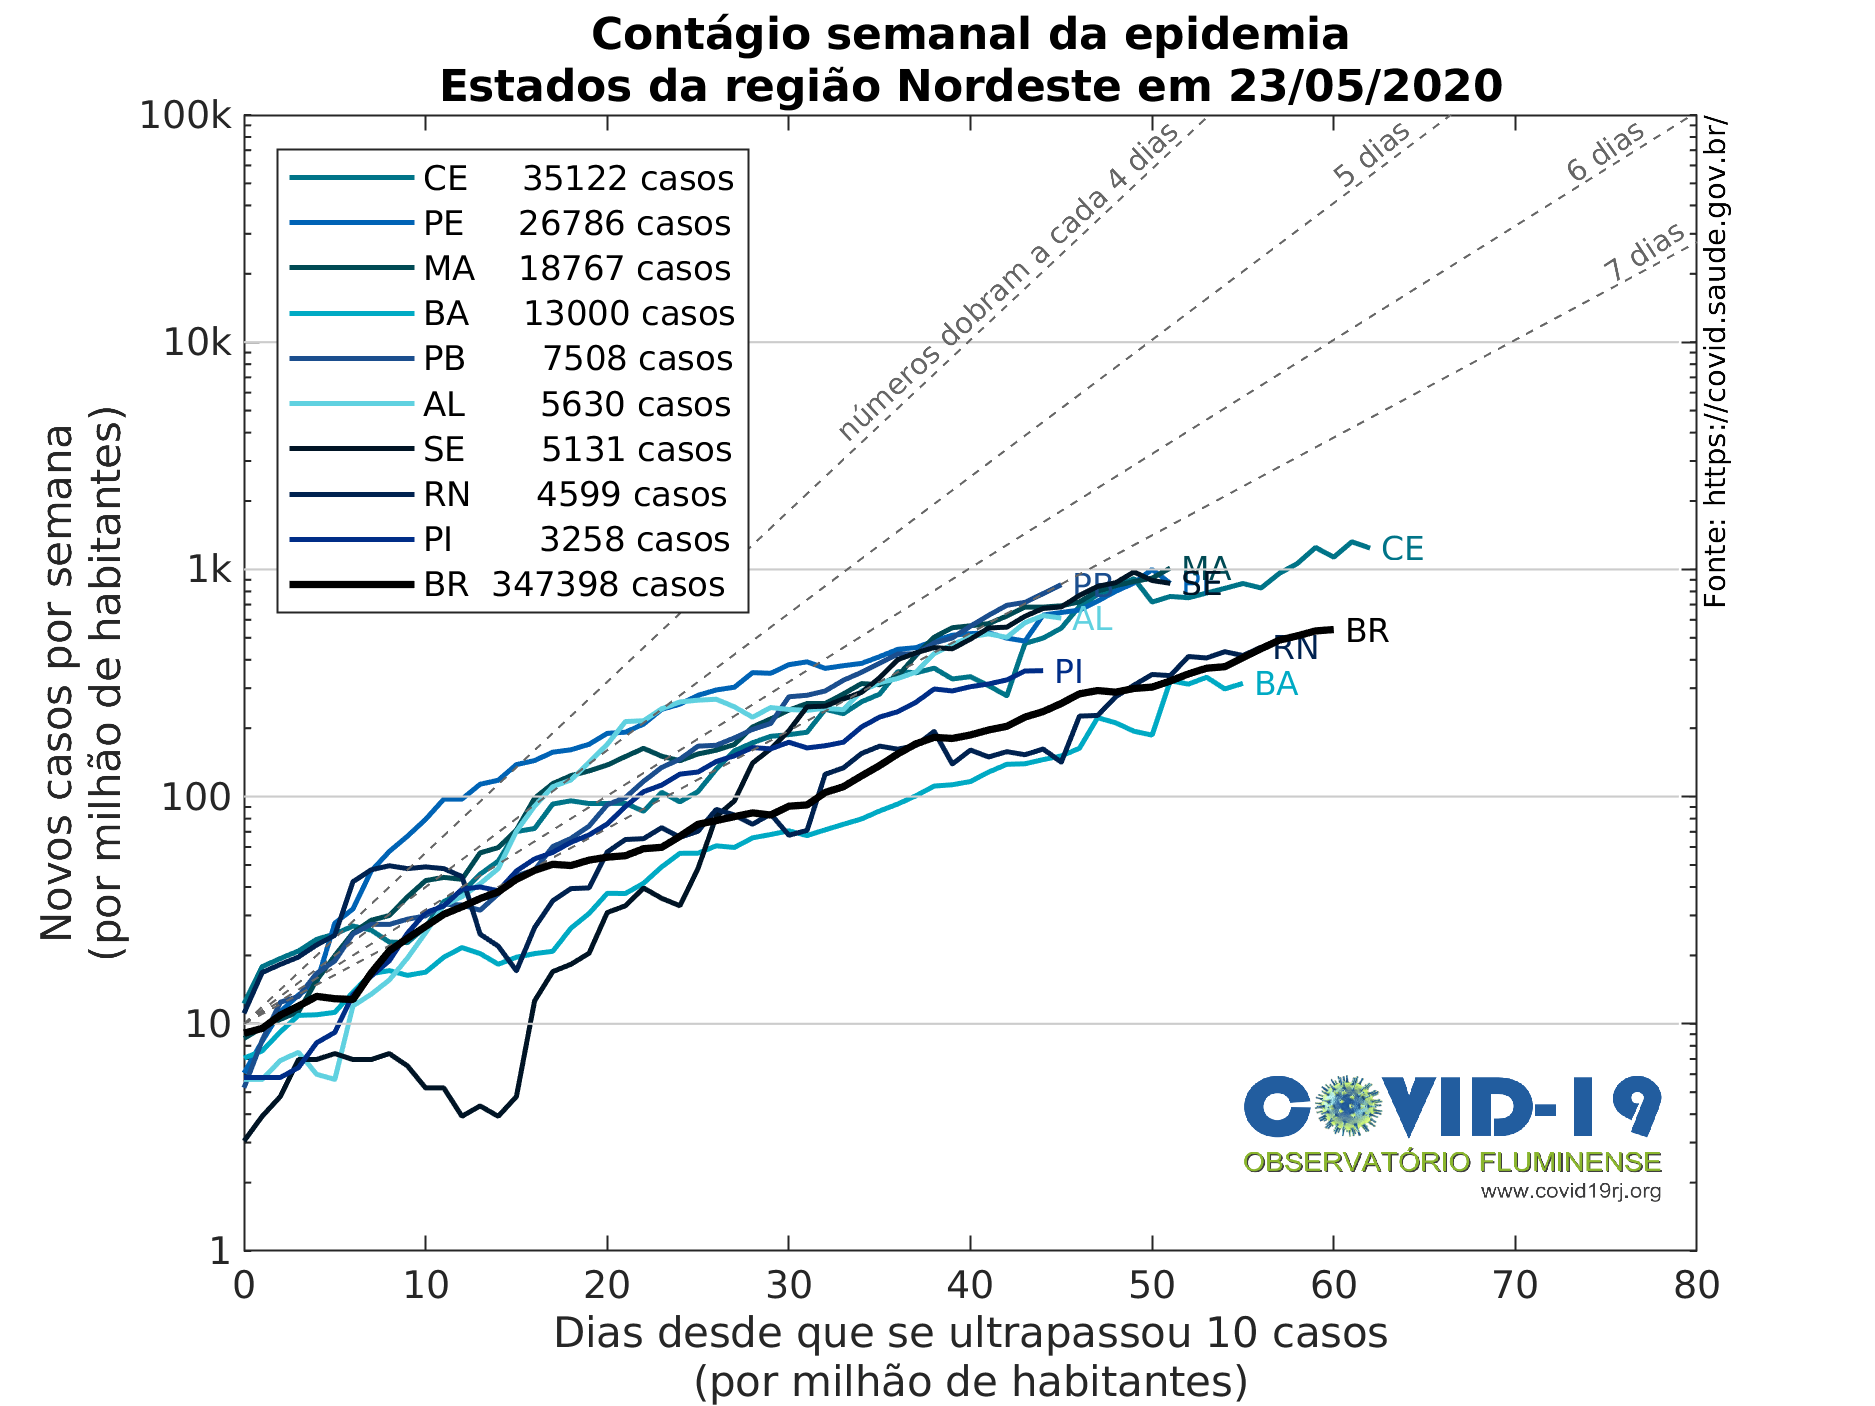 Contágio semanal da epidemia
Estados da região Nordeste em 23/05/2020
100k
10k
1k
100
10
1
Novos casos por semana
(por milhão de habitantes)
CE 35122 casos
PE 26786 casos
MA 18767 casos
BA 13000 casos
PB 7508 casos
AL 5630 casos
SE 5131 casos
RN 4599 casos
PI 3258 casos
BR 347398 casos
números dobram a cada 4 dias
5 dias
6 dias
7 dias
Fonte: https://covid.saude.gov.br/
CE
MA
SE
PB
AL
BR
RN
PI
BA
COVID-19
OBSERVATÓRIO FLUMINENSE
www.covid19rj.org
0 10 20 30 40 50 60 70 80
Dias desde que se ultrapassou 10 casos
(por milhão de habitantes)